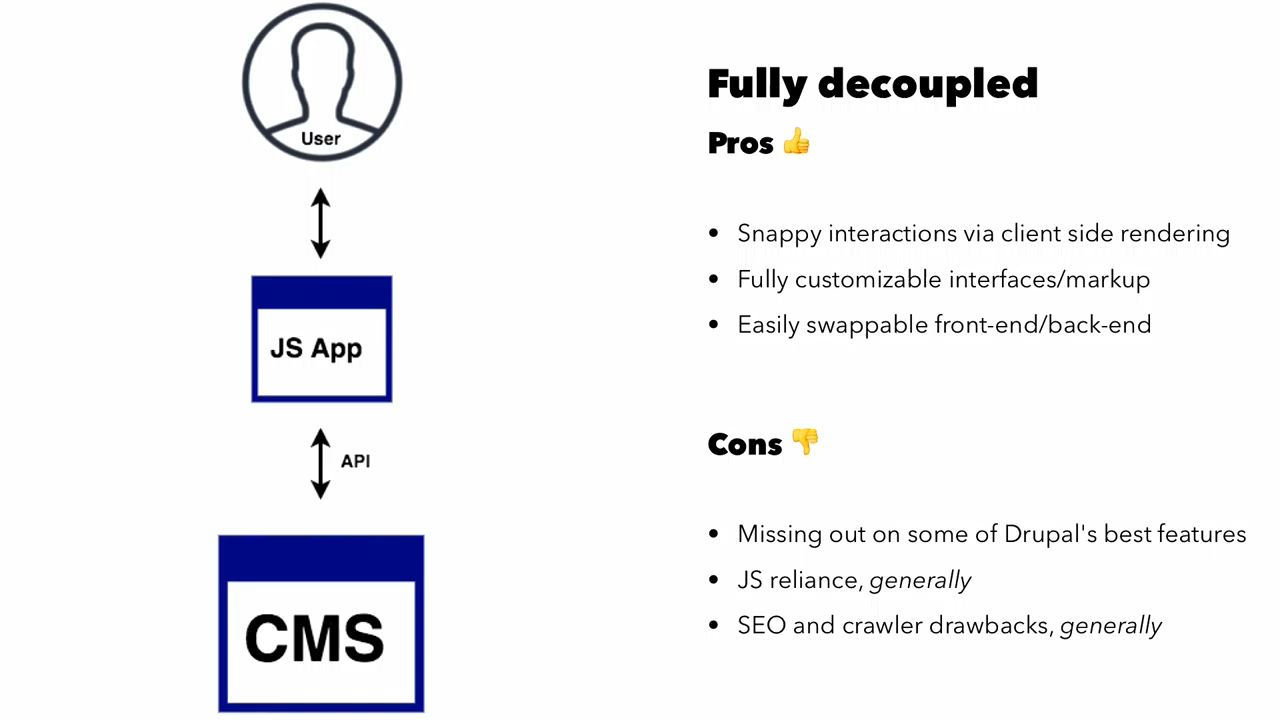 User
JS App
API
CMS
Fully decoupled
Pros 👍
• Snappy interactions via client side rendering
• Fully customizable interfaces/markup
• Easily swappable front-end/back-end
Cons 👎
• Missing out on some of Drupal's best features
• JS reliance, generally
• SEO and crawler drawbacks, generally